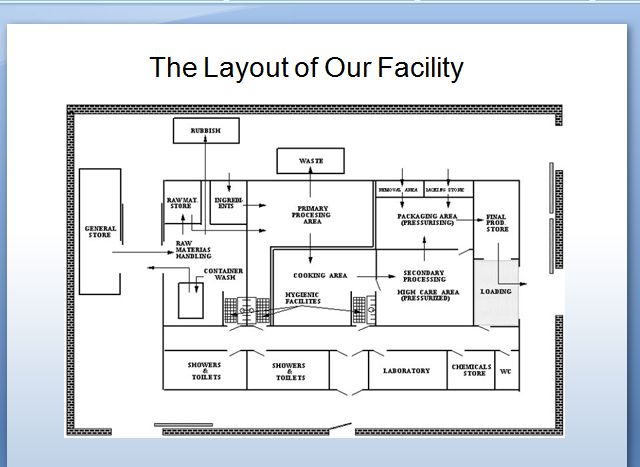 The Layout of Our Facility
RUBBISH
WASTE
GENERAL
STORE
RAW MAT.
STORE
INGREDI-
ENTS
PRIMARY
PROCESING
AREA
REMOVAL AREA
PACKING STORE
PACKAGING AREA
(PRESSURISING)
FINAL
PROD.
STORE
RAW
MATERIAS
HANDLING
CONTAINER
WASH
COOKING AREA
SECONDARY
PROCESSING
HIGH CARE AREA
(PRESSURIZED)
LOADING
HYGIENIC
FACILITES
SHOWERS
&
TOILETS
SHOWERS
&
TOILETS
LABORATORY
CHEMICALS
STORE
WC